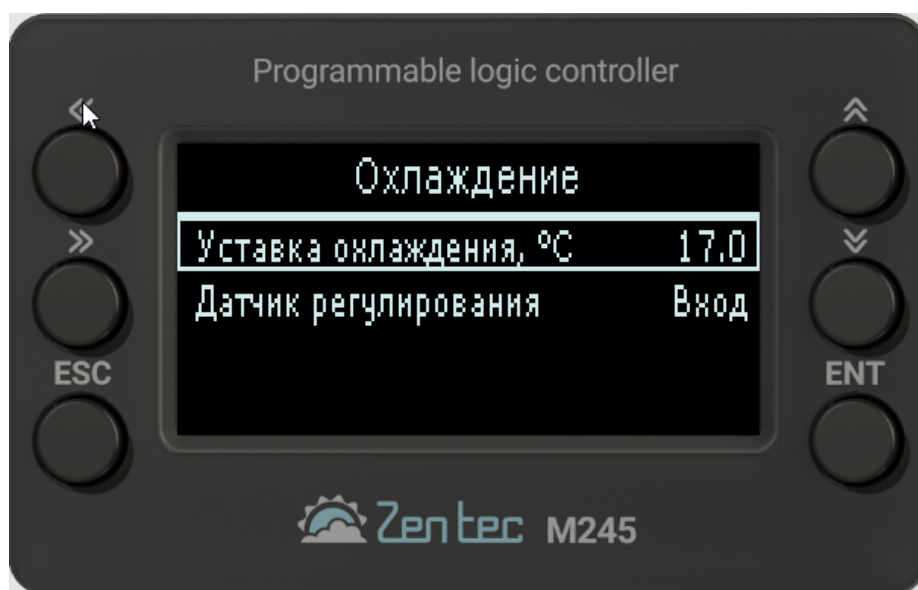 Programmable logic controller
Охлаждение
Уставка охлаждения, °C 17.0
Датчик регулирования Вход
ESC
ENT
Zentec M245